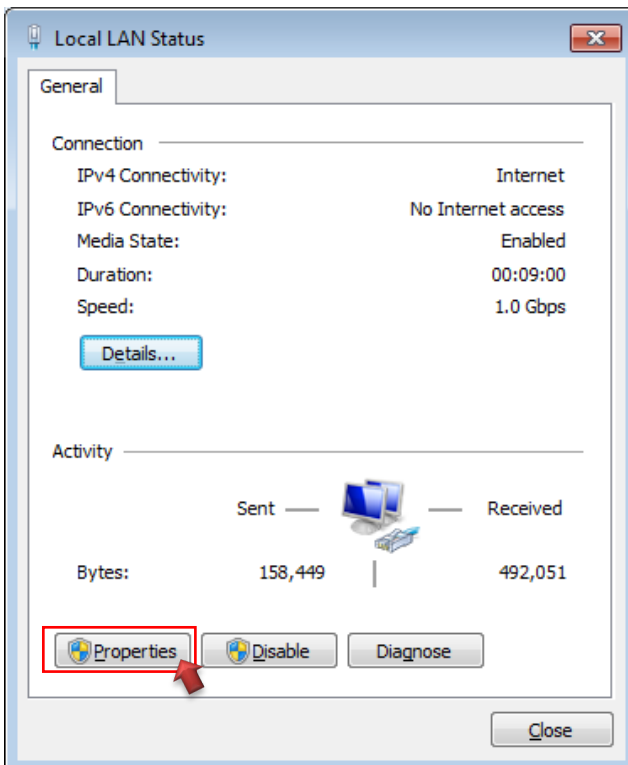 Local LAN Status
General
Connection
IPv4 Connectivity: Internet
IPv6 Connectivity: No Internet access
Media State: Enabled
Duration: 00:09:00
Speed: 1.0 Gbps
Details...
Activity
Sent Received
Bytes: 158,449 492,051
Properties Disable Diagnose
Close